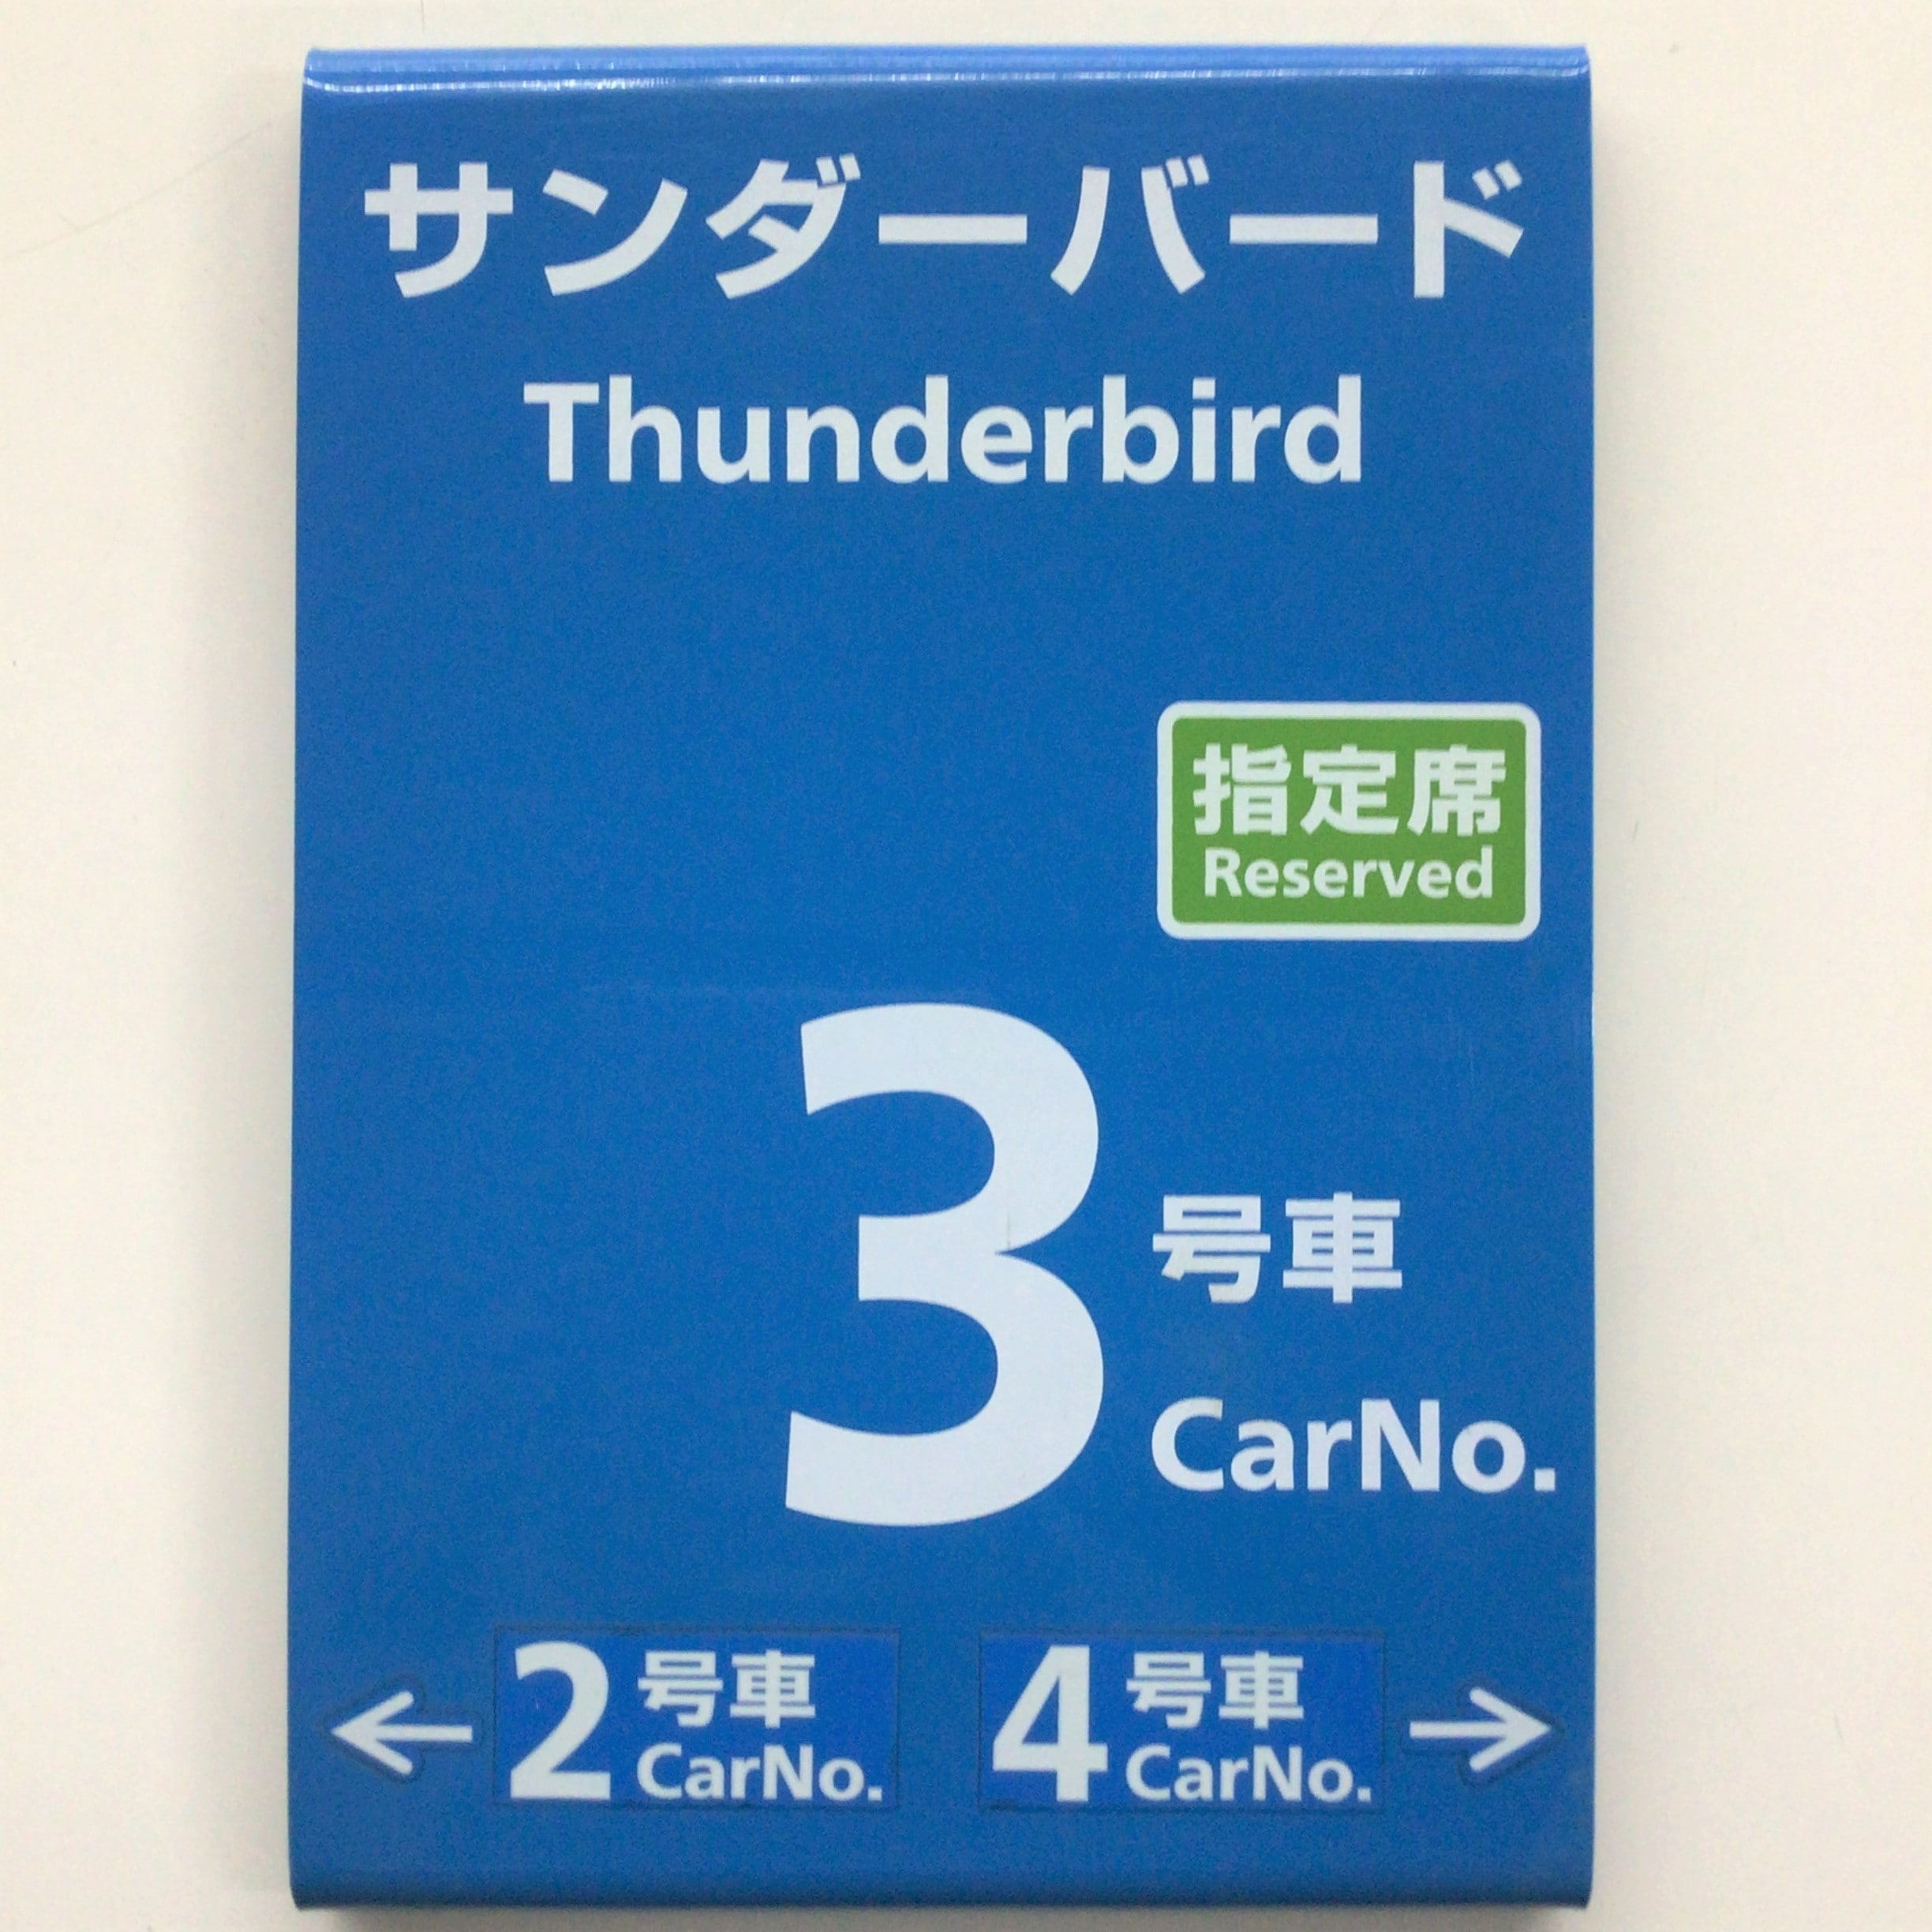 サンダーバード
Thunderbird
指定席
Reserved
3 号車
CarNo.
← 2 号車 CarNo.
4 号車 CarNo. →